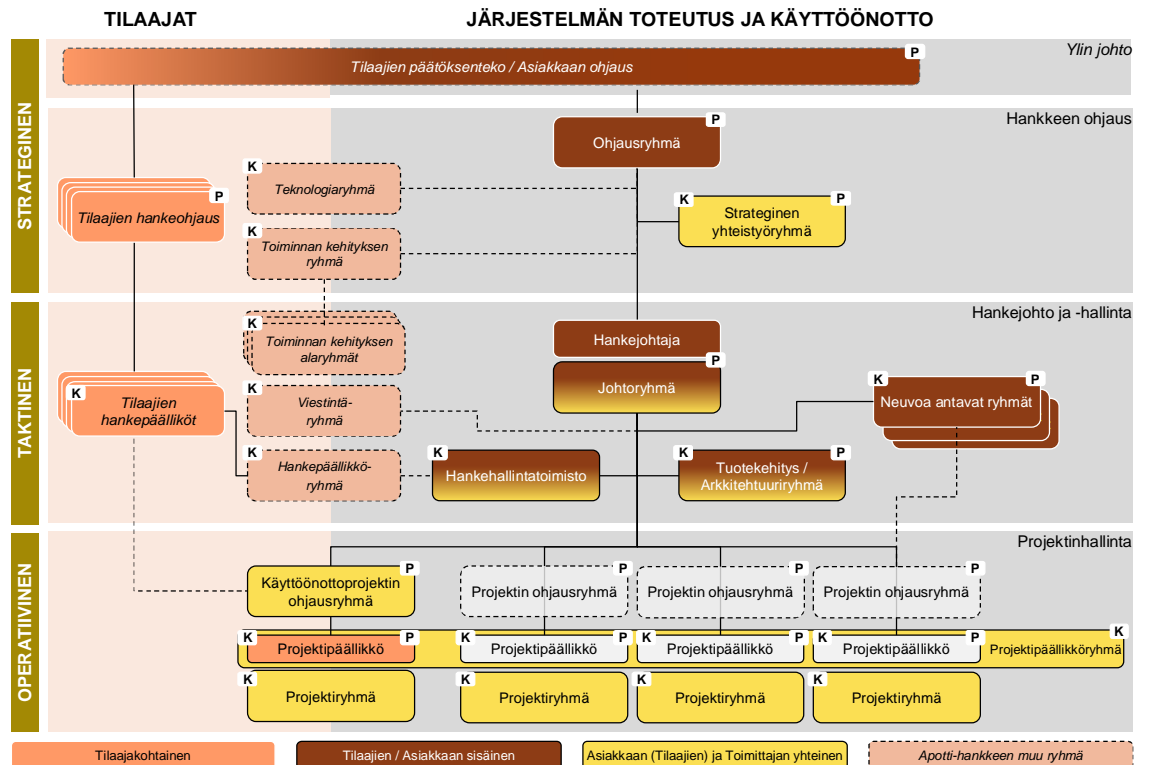 TILAAJAT
JÄRJESTELMÄN TOTEUTUS JA KÄYTTÖÖNOTTO
STRATEGINEN
Ylin johto
P
Tilaajien päätöksenteko / Asiakkaan ohjaus
Hankkeen ohjaus
P
Ohjausryhmä
K
Teknologiaryhmä
P
Tilaajien hankeohjaus
K P
Strateginen
yhteistyöryhmä
K
Toiminnan kehityksen
ryhmä
TAKTINEN
Hankejohto ja -hallinta
K
Toiminnan kehityksen
alaryhmät
Hankejohtaja
P
Johtoryhmä
K
Tilaajien
hankepäälliköt
K
Viestintä-
ryhmä
K P
Neuvoa antavat ryhmät
K
Hankepäällikkö-
ryhmä
K
Hankehallintatoimisto
K P
Tuotekehitys /
Arkkitehtuuriryhmä
OPERATIIVINEN
Projektinhallinta
P
Käyttöönottoprojektin
ohjausryhmä
P
Projektin ohjausryhmä
P
Projektin ohjausryhmä
P
Projektin ohjausryhmä
K P
Projektipäällikkö
K P
Projektipäällikkö
K P
Projektipäällikkö
K P
Projektipäällikkö
K
Projektipäällikköryhmä
K
Projektiryhmä
K
Projektiryhmä
K
Projektiryhmä
K
Projektiryhmä
Tilaajakohtainen
Tilaajien / Asiakkaan sisäinen
Asiakkaan (Tilaajien) ja Toimittajan yhteinen
Apotti-hankkeen muu ryhmä